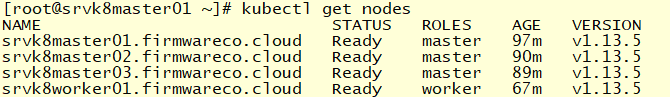 [root@srvk8master01 ~]# kubectl get nodes
NAME STATUS ROLES AGE VERSION
srvk8master01.firmwareco.cloud Ready master 97m v1.13.5
srvk8master02.firmwareco.cloud Ready master 90m v1.13.5
srvk8master03.firmwareco.cloud Ready master 89m v1.13.5
srvk8worker01.firmwareco.cloud Ready worker 67m v1.13.5